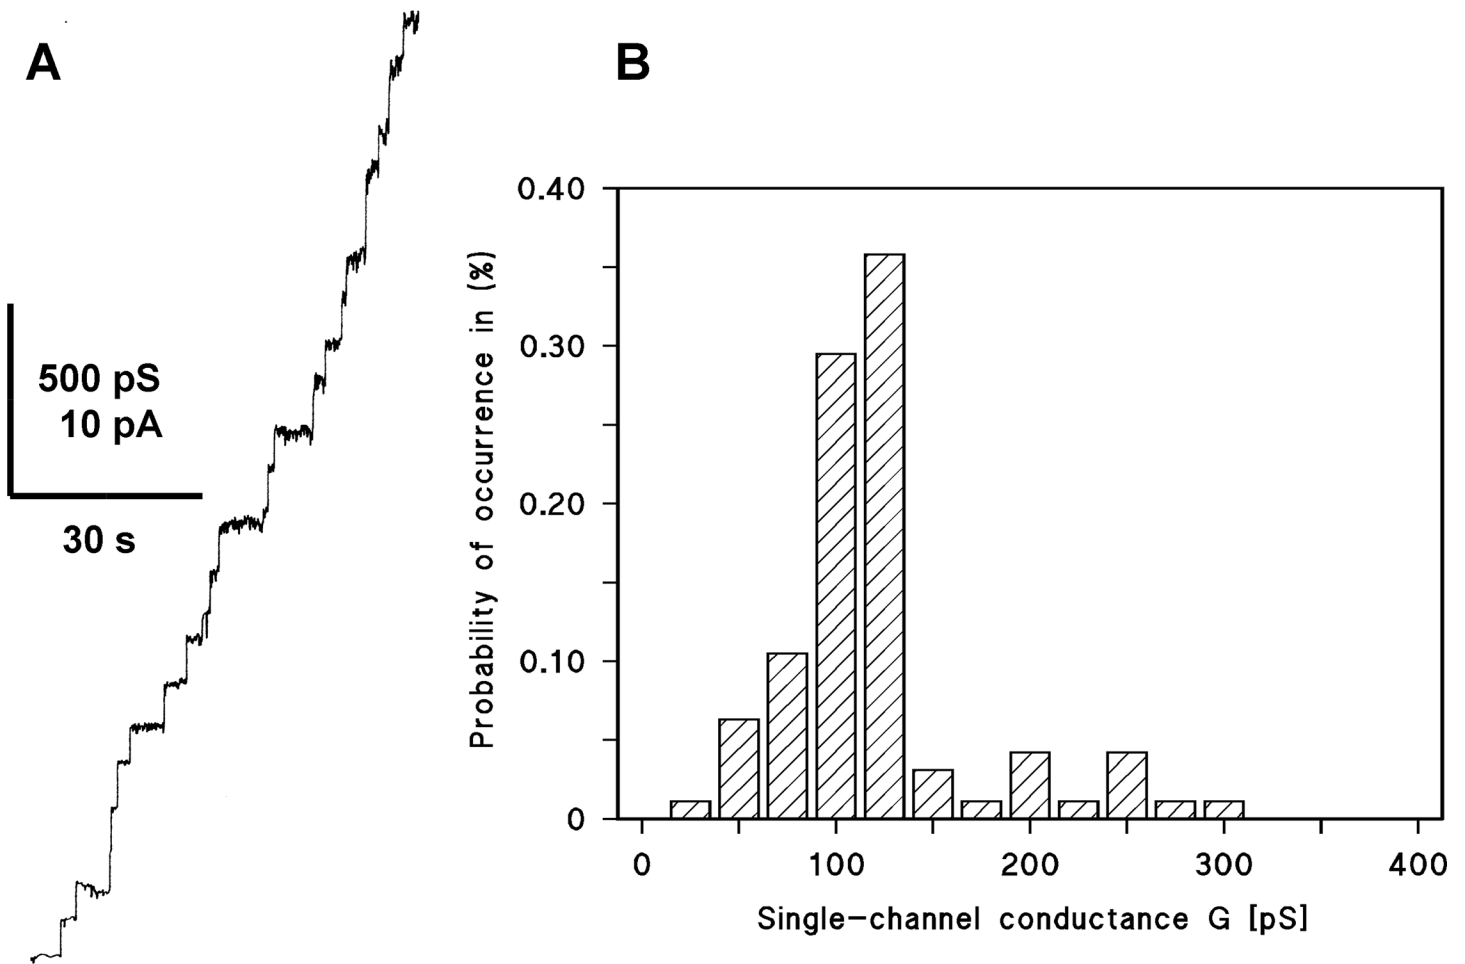 A
B
500 pS
10 pA
30 s
Probability of occurrence in (%)
0.40
0.30
0.20
0.10
0
0 100 200 300 400
Single-channel conductance G [pS]